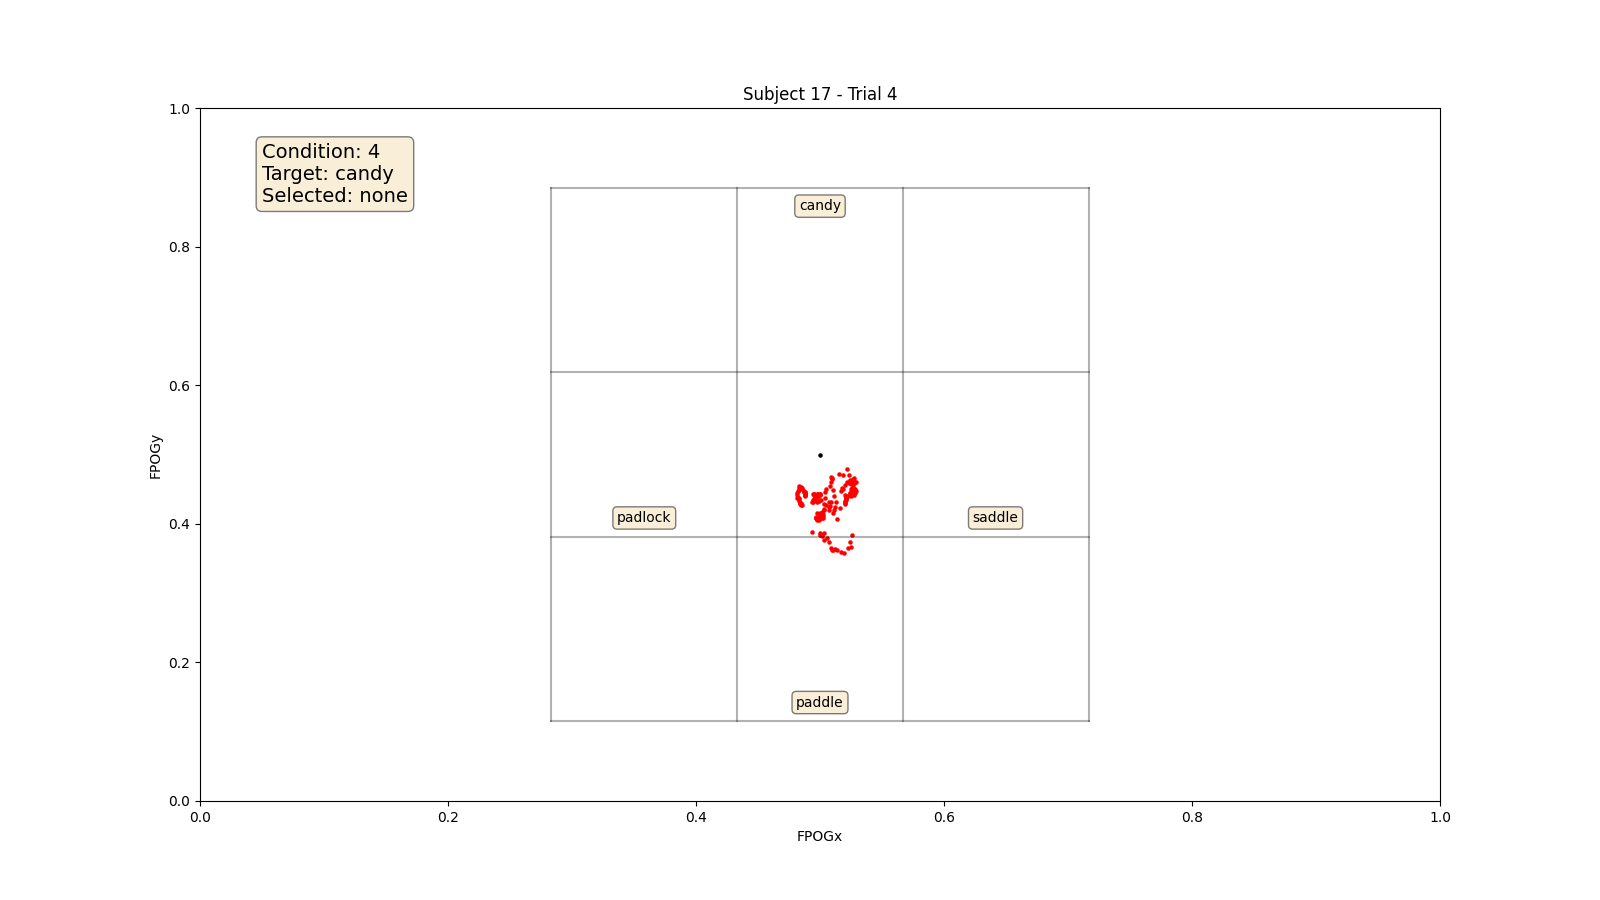 Subject 17 - Trial 4
1.0
Condition: 4
Target: candy
Selected: none
candy
0.8
0.6
FPOGy
padlock
saddle
0.4
0.2
paddle
0.0
0.0 0.2 0.4 0.6 0.8 1.0
FPOGx